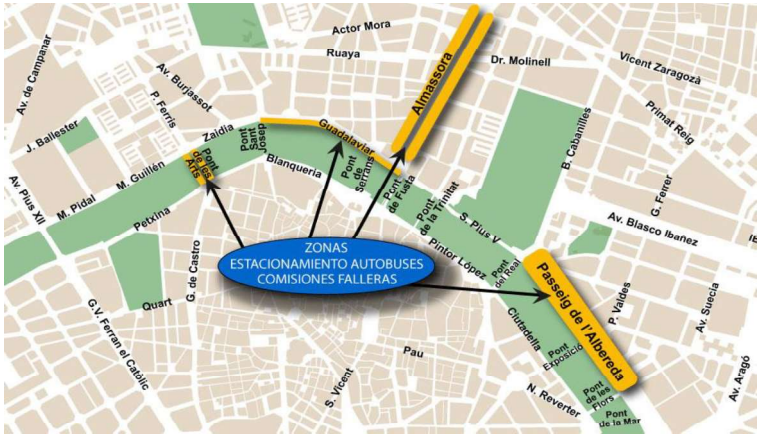 Actor Mora
Ruaya
Almassora
Dr. Molinell
Vicent Zaragozà
Primat Reig
Av. de Campanar
Av. Burjassot
P. Ferris
J. Ballester
Zaidia
Guadalaviar
Pont
Sant
Josep
Pont
de les
Arts
Pont
de
Serrans
Blanqueria
B. Cabanilles
G. Ferrer
Av. Pius XII
M. Pidal
M. Guillén
Petxina
Pont
de Fusta
Pont
de la Trinitat
S. Pius V
Av. Blasco Ibañez
ZONAS
ESTACIONAMIENTO AUTOBUSES
COMISIONES FALLERAS
Pintor López
Pont
del Real
Passeig de l'Albereda
P. Valdes
Av. Suecia
Av. Aragó
G. de Castro
Quart
G.V. Ferran el Catòlic
Ciutadella
Pont
Exposició
Pau
S. Vicent
N. Reverter
Pont
de les
Flors
Pont
de la Mar